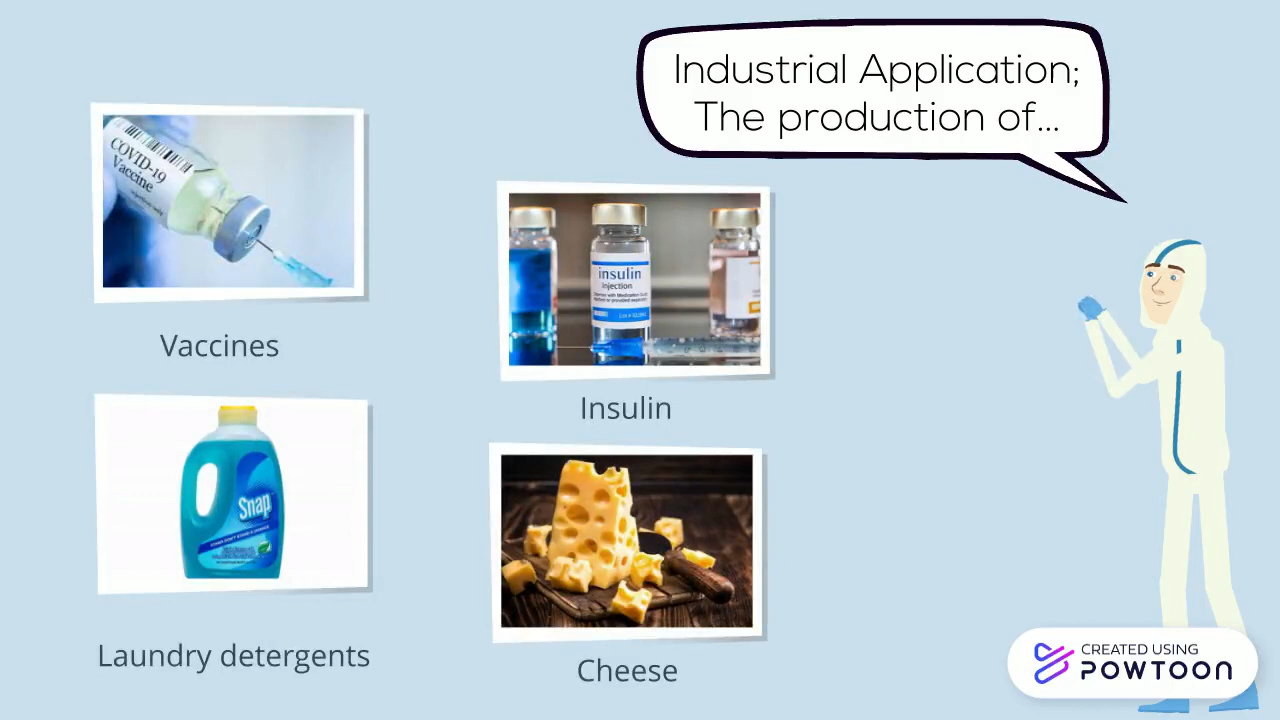 Industrial Application;
The production of...
COVID-19
Vaccine
Vaccines
insulin
Injection
Insulin
Snap
Laundry detergents
Cheese
CREATED USING
POWTOON